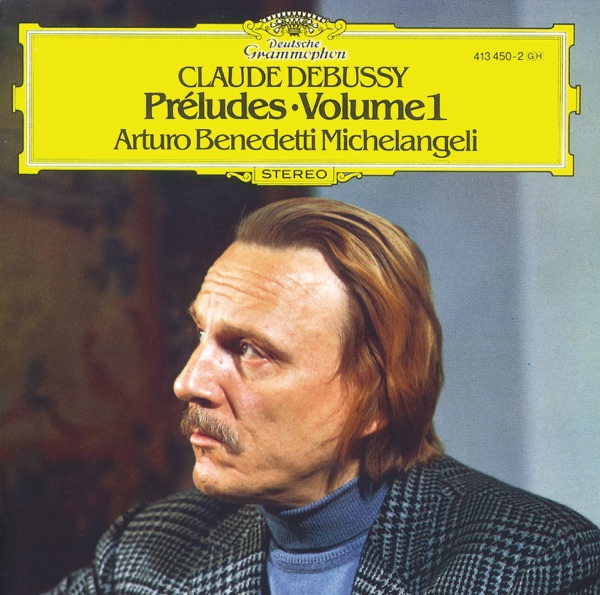 Deutsche
Grammophon
413 450-2 GH
CLAUDE DEBUSSY
Préludes·Volume 1
Arturo Benedetti Michelangeli
STEREO